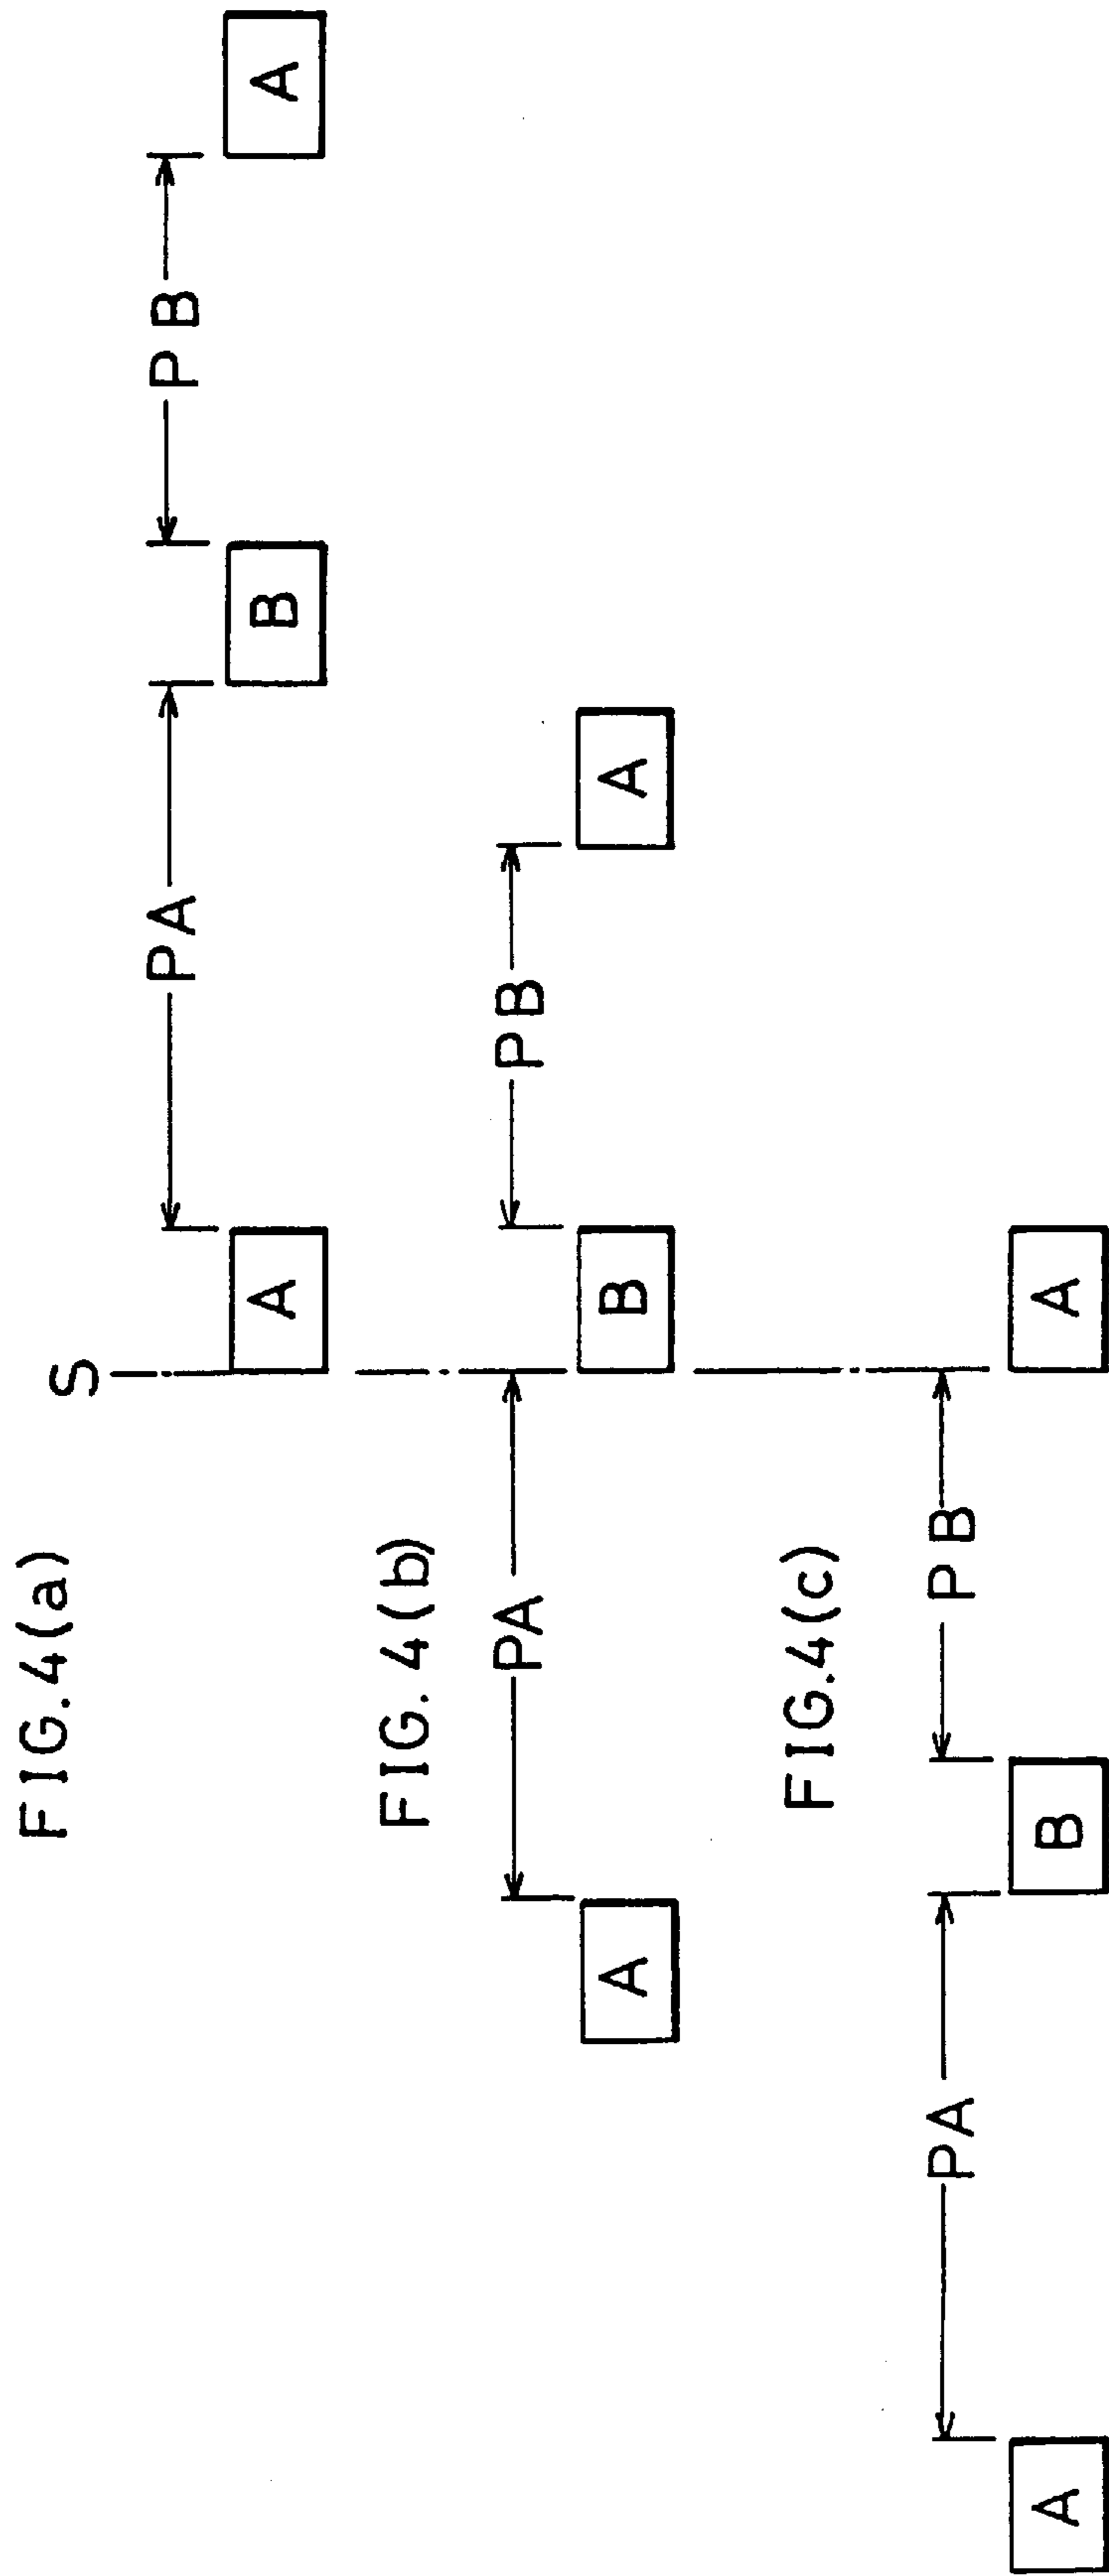 FIG.4(a)
S
PA PB
A B A
FIG. 4(b)
PA PB
A B A
FIG.4(c)
PA PB
A B A